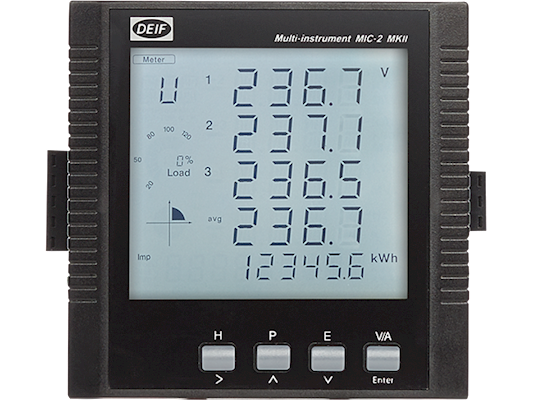 DEIF
Multi-instrument MIC-2 MKII
Meter
U 1 236.7 V
2 237.1
80 100 120
50
20
0%
Load
3 236.5
avg 236.7
Imp 12345.6 kWh
H P E V/A
> ∧ ∨ Enter